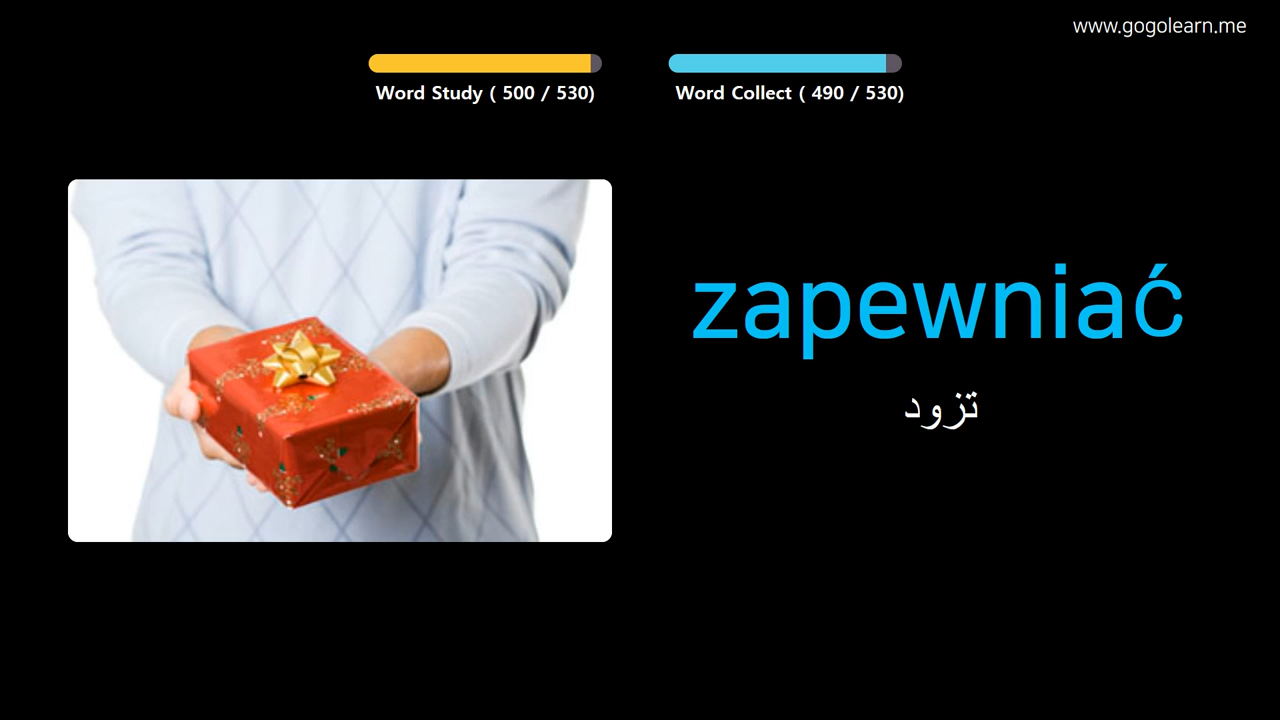 www.gogolearn.me
Word Study ( 500 / 530)
Word Collect ( 490 / 530)
zapewniać
تزود